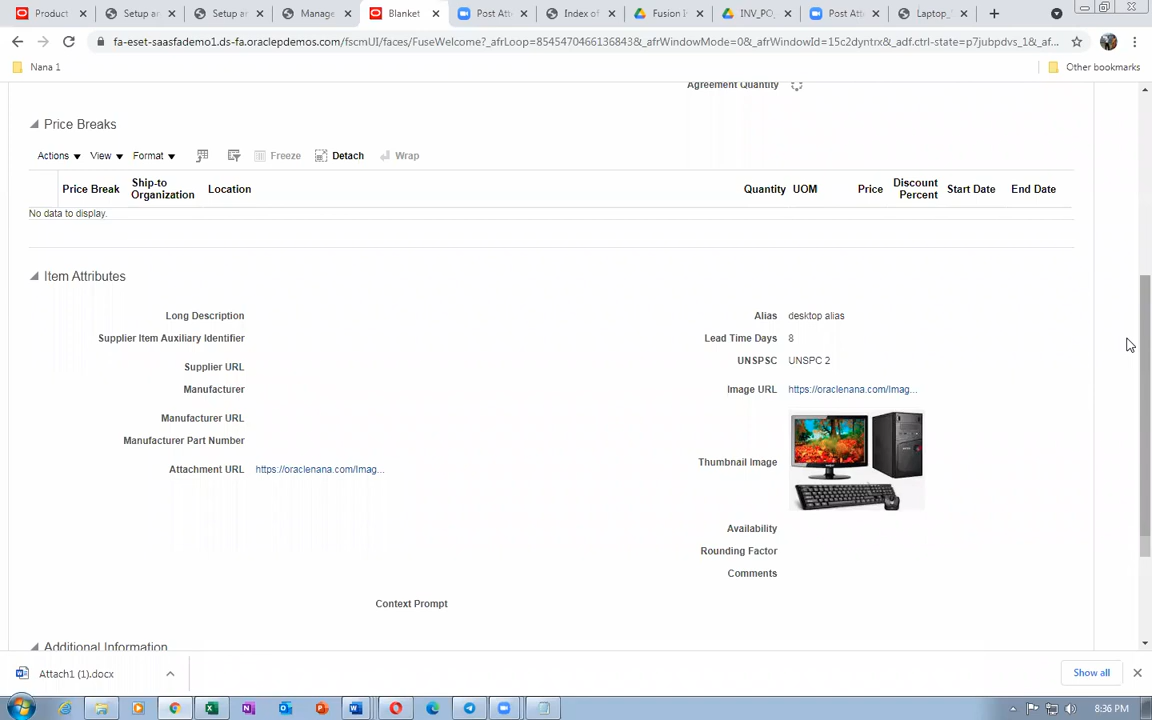 Product
Setup an
Setup an
Manage
Blanket
Post Att
Index of
Fusion
INV_PO_
Post Att
Laptop_
fa-eset-saasfademo1.ds-fa.oraclepdemos.com/fscmUI/faces/FuseWelcome?_afrLoop=8545470466136843&_afrWindowMode=0&_afrWindowId=15c2dyntrx&_adf.ctrl-state=p7jubpdvs_1&_af...
Nana 1
Other bookmarks
Agreement Quantity
Price Breaks
Actions View Format Freeze Detach Wrap
Price Break Ship-to Organization Location Quantity UOM Price Discount Percent Start Date End Date
No data to display.
Item Attributes
Long Description
Alias desktop alias
Supplier Item Auxiliary Identifier
Lead Time Days 8
UNSPSC UNSPC 2
Supplier URL
Manufacturer
Image URL https://oraclenana.com/Imag...
Manufacturer URL
Manufacturer Part Number
Thumbnail Image
Attachment URL https://oraclenana.com/Imag...
Availability
Rounding Factor
Comments
Context Prompt
Additional Information
Attach1 (1).docx
Show all
8:36 PM